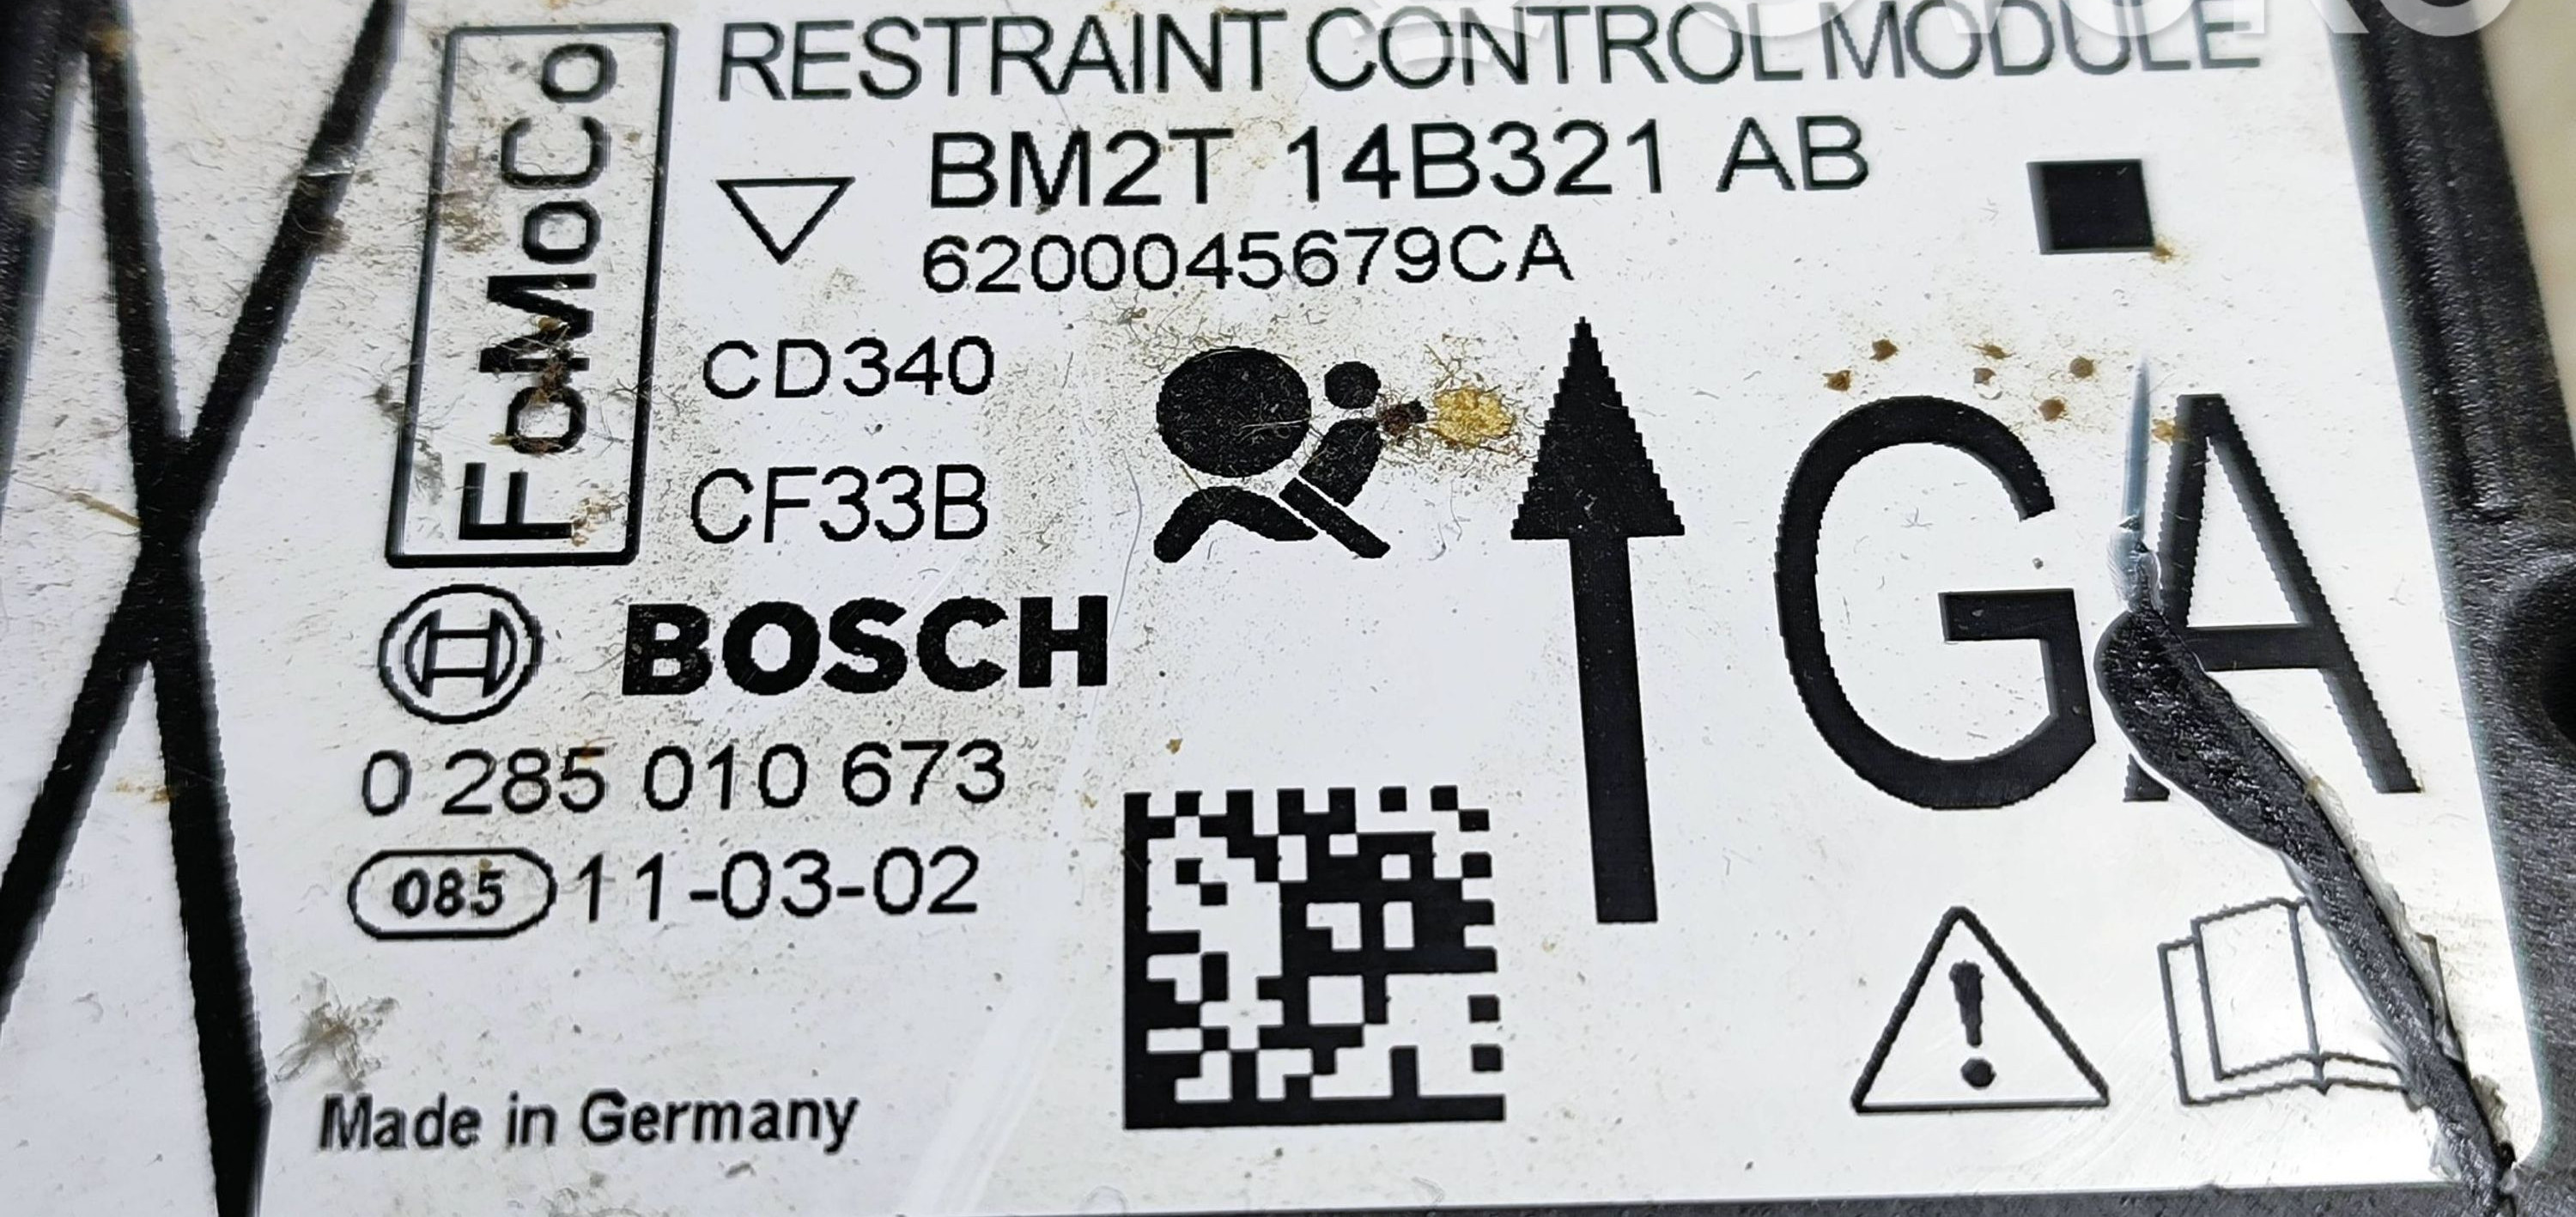 FoMoCo
RESTRAINT CONTROL MODULE
BM2T 14B321 AB
6200045679CA
CD340
CF33B
GA
BOSCH
0 285 010 673
085 11-03-02
Made in Germany